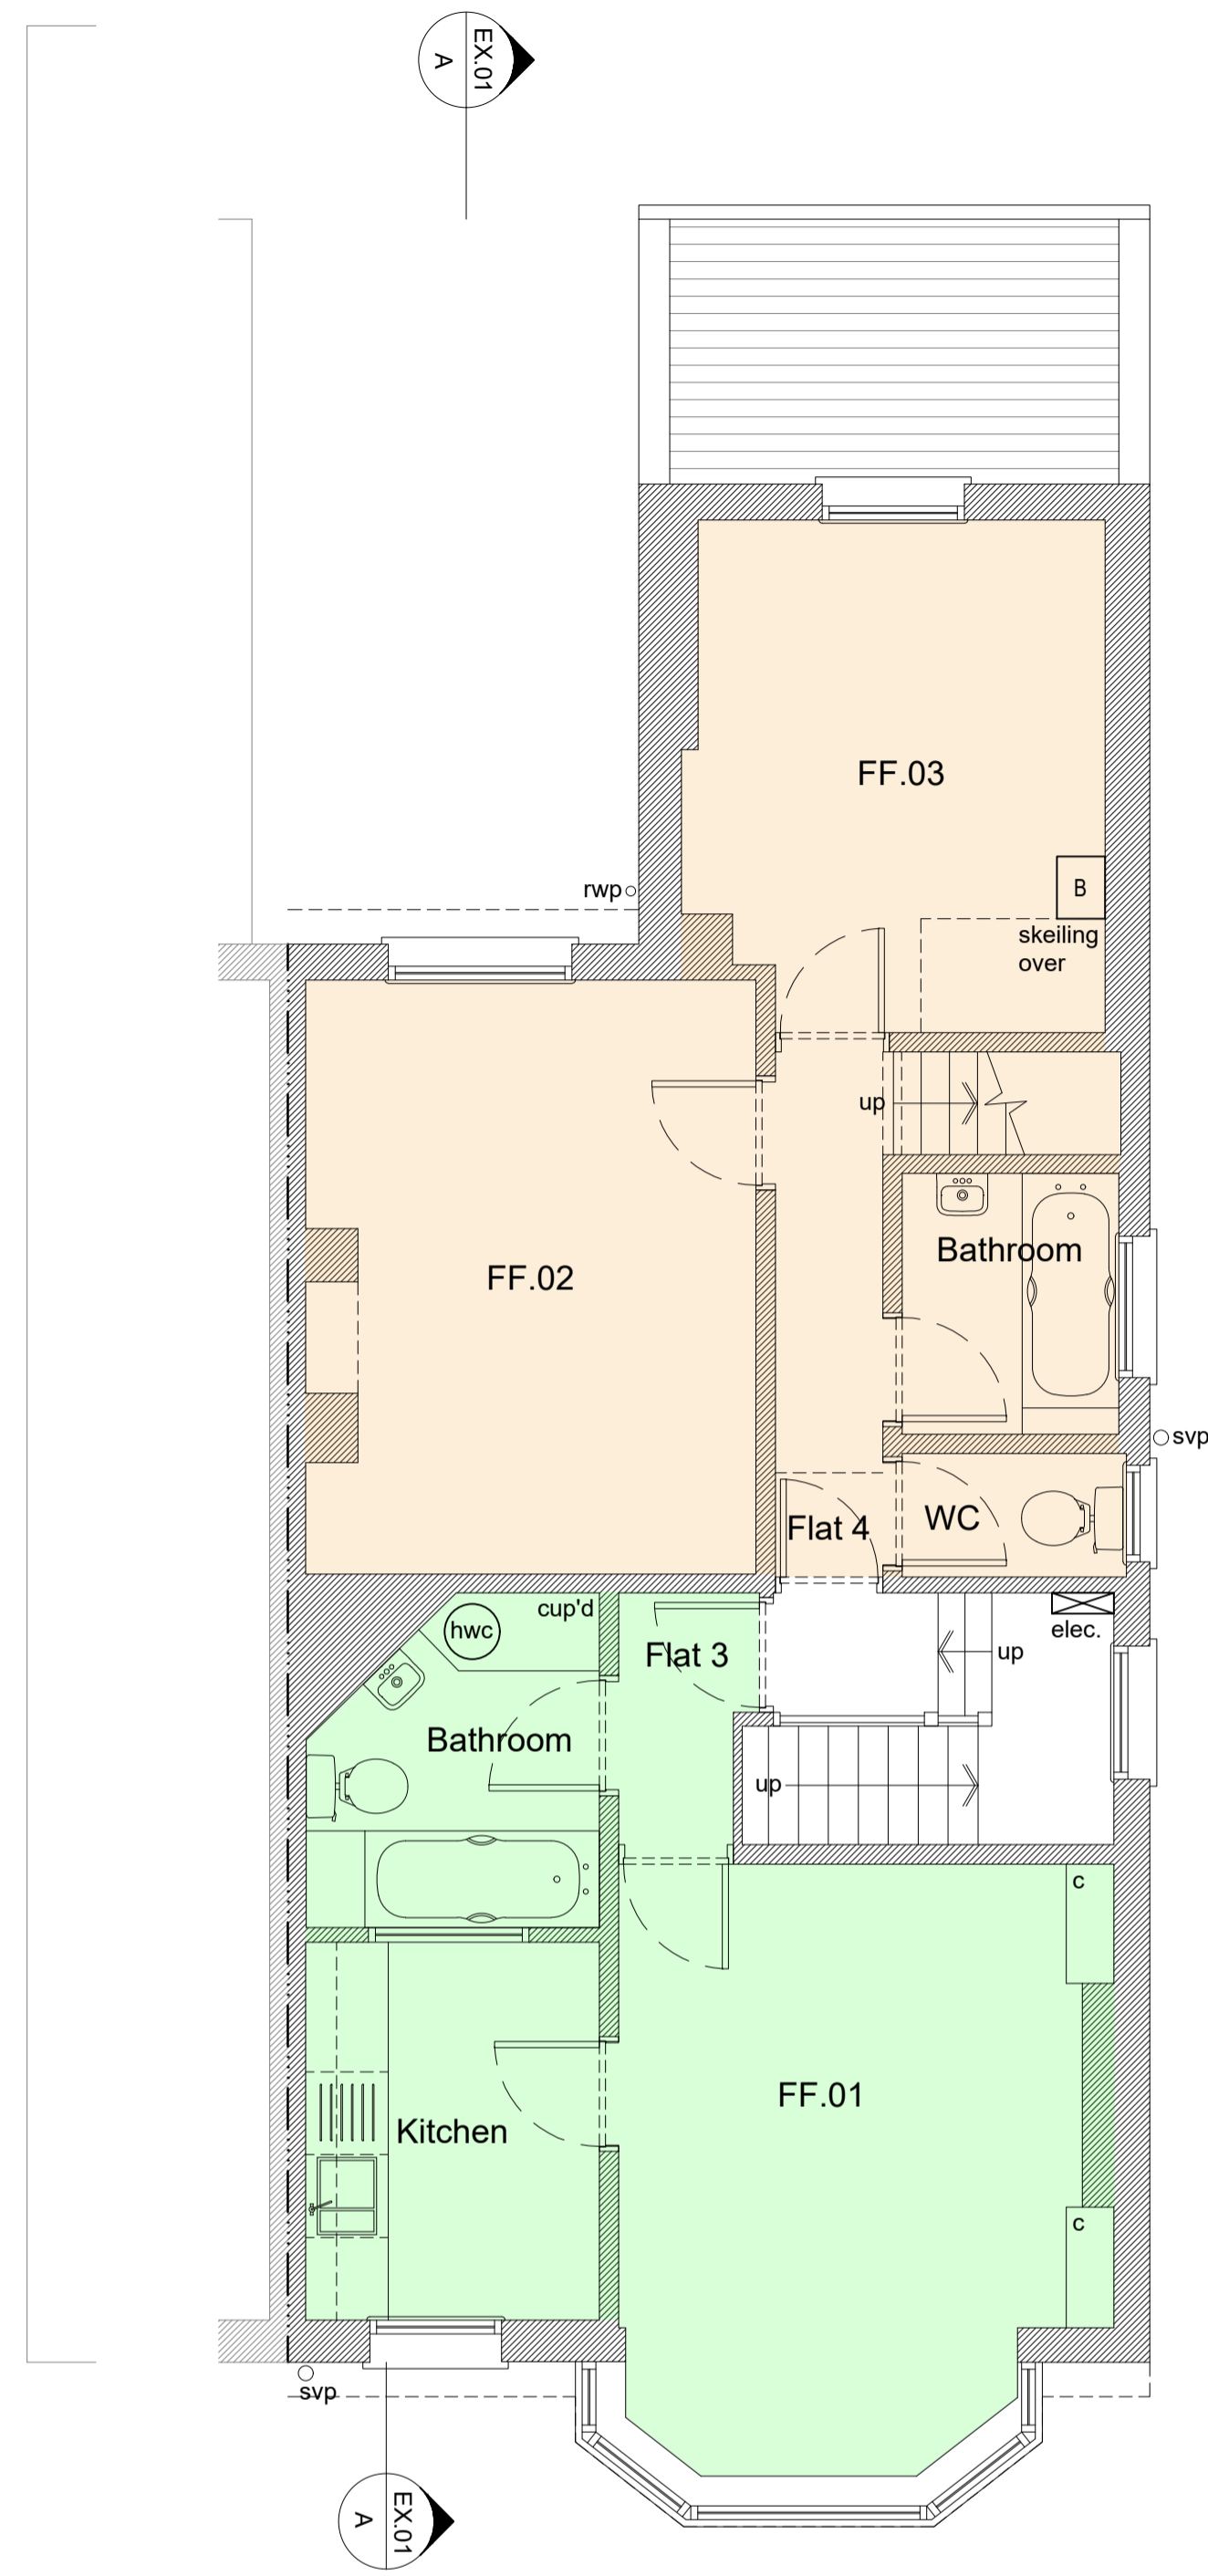 EX.01
A
FF.03
rwp
B
skeiling
over
up
FF.02
Bathroom
svp
Flat 4
WC
cup'd
hwc
Flat 3
elec.
up
Bathroom
up
c
FF.01
Kitchen
c
svp
EX.01
A